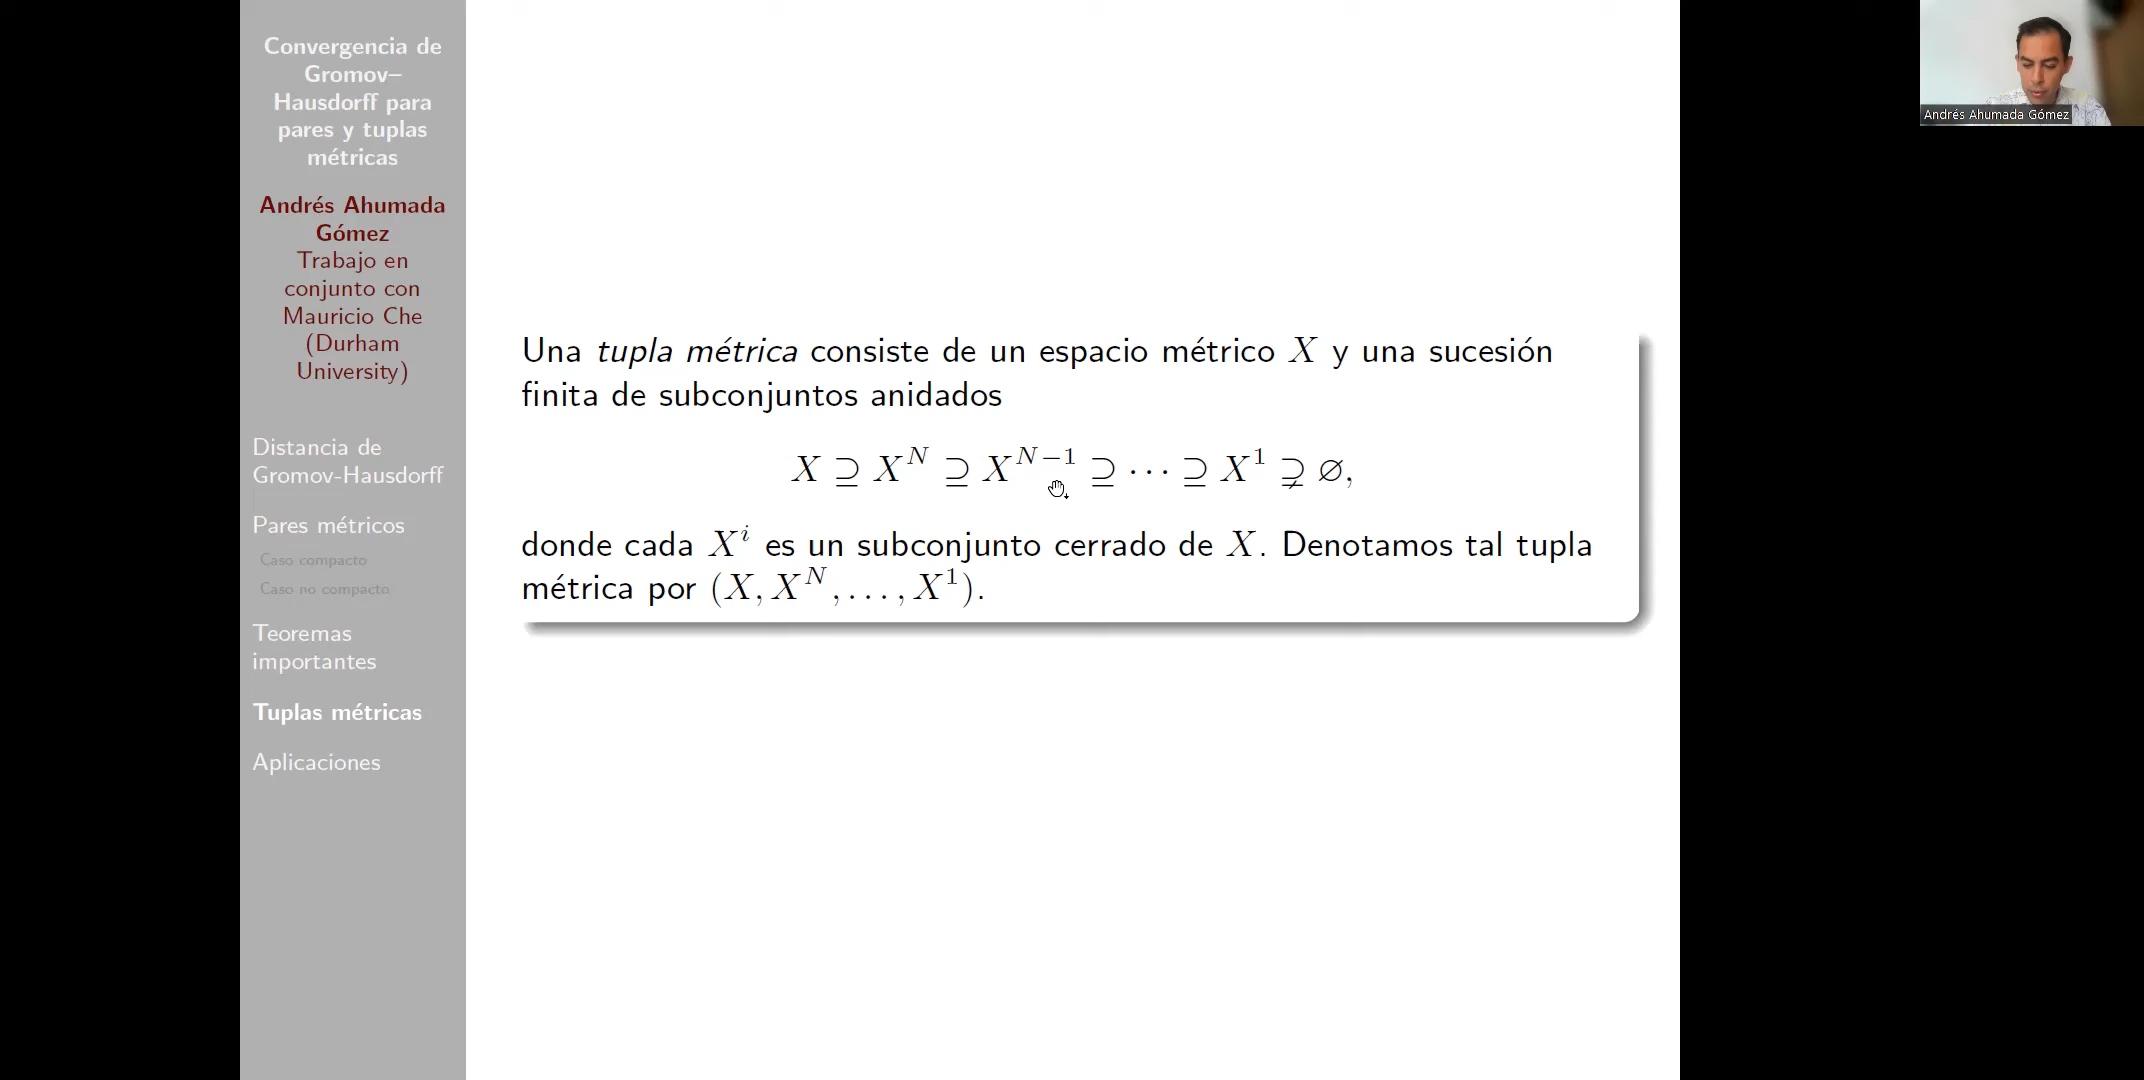 Convergencia de
Gromov–
Hausdorff para
pares y tuplas
métricas
Andrés Ahumada
Gómez
Trabajo en
conjunto con
Mauricio Che
(Durham
University)
Distancia de
Gromov-Hausdorff
Pares métricos
Caso compacto
Caso no compacto
Teoremas
importantes
Tuplas métricas
Aplicaciones
Una tupla métrica consiste de un espacio métrico X y una sucesión
finita de subconjuntos anidados
X ⊇ X^N ⊇ X^{N−1} ⊇ ··· ⊇ X^1 ⊋ ∅,
donde cada X^i es un subconjunto cerrado de X. Denotamos tal tupla
métrica por (X, X^N, . . . , X^1).
Andrés Ahumada Gómez